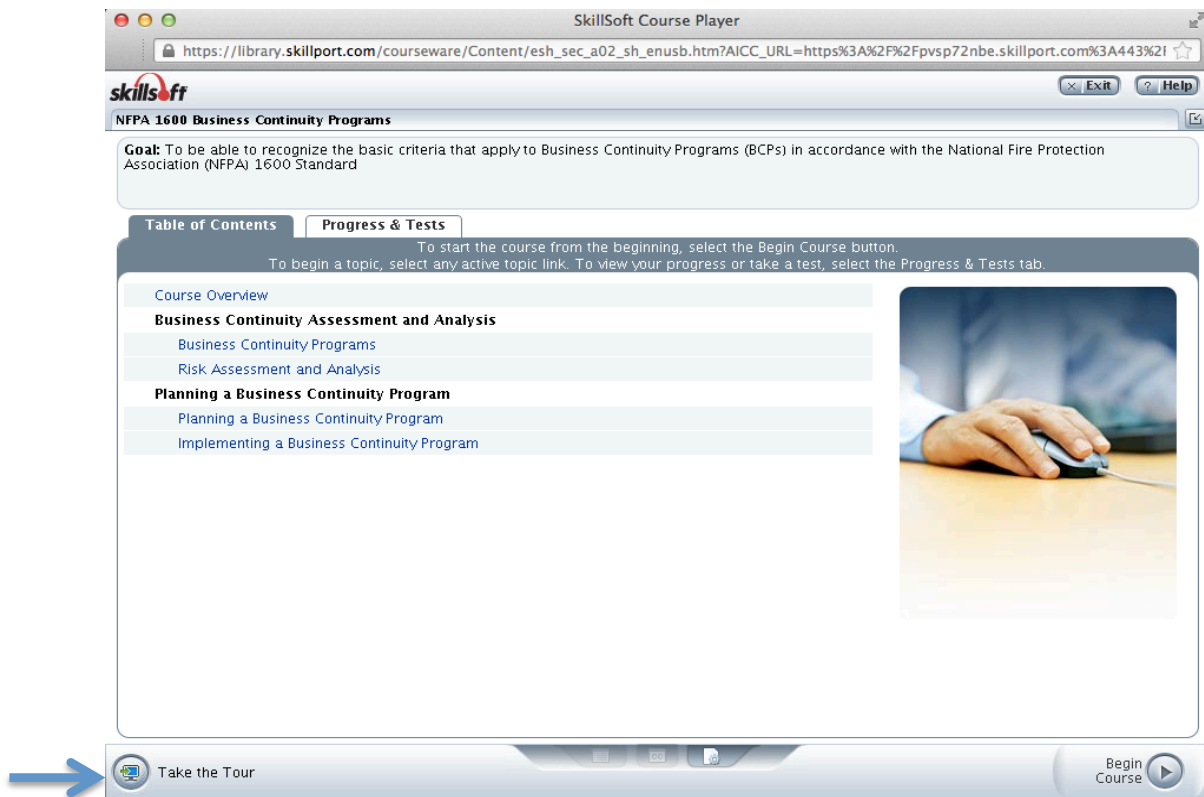 SkillSoft Course Player
https://library.skillport.com/courseware/Content/esh_sec_a02_sh_enusb.htm?AICC_URL=https%3A%2F%2Fpvsp72nbe.skillport.com%3A443%2f
skillsoft
× Exit
? Help
NFPA 1600 Business Continuity Programs
Goal: To be able to recognize the basic criteria that apply to Business Continuity Programs (BCPs) in accordance with the National Fire Protection
Association (NFPA) 1600 Standard
Table of Contents
Progress & Tests
To start the course from the beginning, select the Begin Course button.
To begin a topic, select any active topic link. To view your progress or take a test, select the Progress & Tests tab.
Course Overview
Business Continuity Assessment and Analysis
Business Continuity Programs
Risk Assessment and Analysis
Planning a Business Continuity Program
Planning a Business Continuity Program
Implementing a Business Continuity Program
Take the Tour
CC
Begin
Course